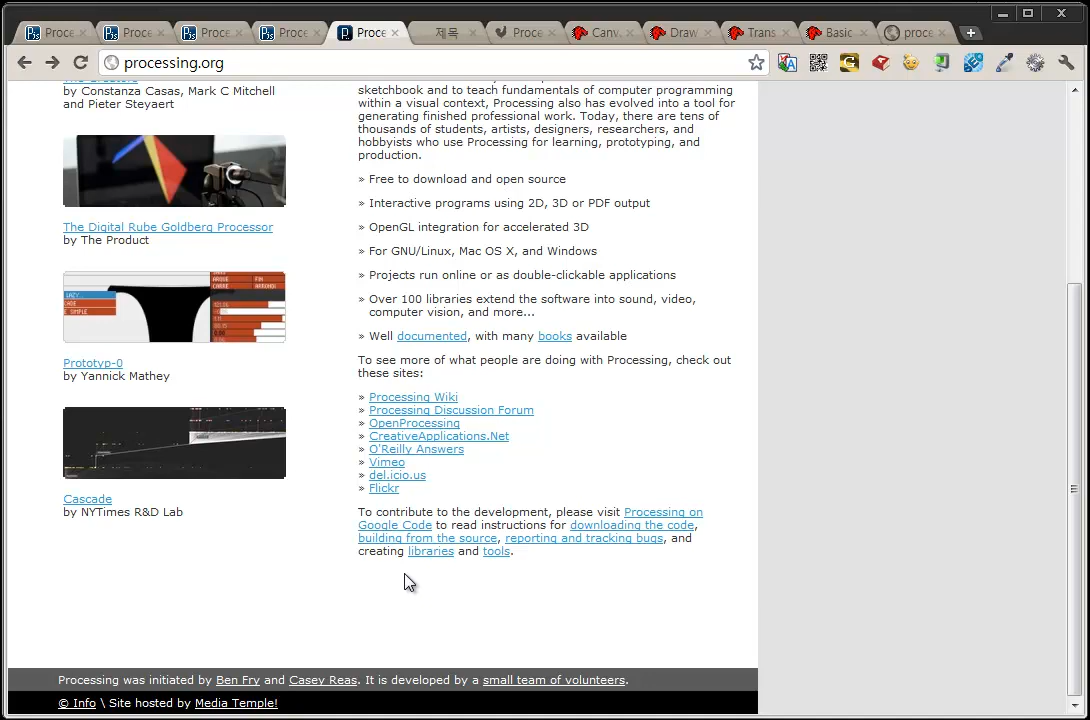 Proce
Proce
Proce
Proce
Proce
제목
Proce
Canv
Draw
Trans
Basic
proce
processing.org
by Constanza Casas, Mark C Mitchell
and Pieter Steyaert
The Digital Rube Goldberg Processor
by The Product
Prototyp-0
by Yannick Mathey
Cascade
by NYTimes R&D Lab
sketchbook and to teach fundamentals of computer programming
within a visual context, Processing also has evolved into a tool for
generating finished professional work. Today, there are tens of
thousands of students, artists, designers, researchers, and
hobbyists who use Processing for learning, prototyping, and
production.
» Free to download and open source
» Interactive programs using 2D, 3D or PDF output
» OpenGL integration for accelerated 3D
» For GNU/Linux, Mac OS X, and Windows
» Projects run online or as double-clickable applications
» Over 100 libraries extend the software into sound, video,
computer vision, and more...
» Well documented, with many books available
To see more of what people are doing with Processing, check out
these sites:
» Processing Wiki
» Processing Discussion Forum
» OpenProcessing
» CreativeApplications.Net
» O'Reilly Answers
» Vimeo
» del.icio.us
» Flickr
To contribute to the development, please visit Processing on
Google Code to read instructions for downloading the code,
building from the source, reporting and tracking bugs, and
creating libraries and tools.
Processing was initiated by Ben Fry and Casey Reas. It is developed by a small team of volunteers.
© Info \ Site hosted by Media Temple!